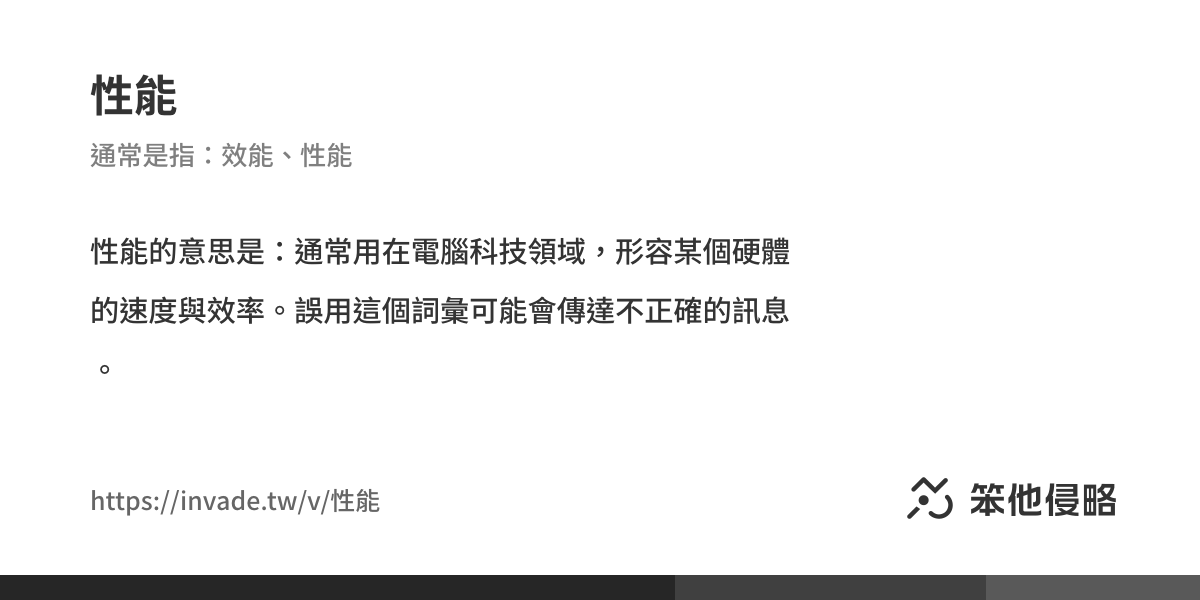 性能
通常是指：效能、性能
性能的意思是：通常用在電腦科技領域，形容某個硬體
的速度與效率。誤用這個詞彙可能會傳達不正確的訊息
。
https://invade.tw/v/性能
笨他侵略